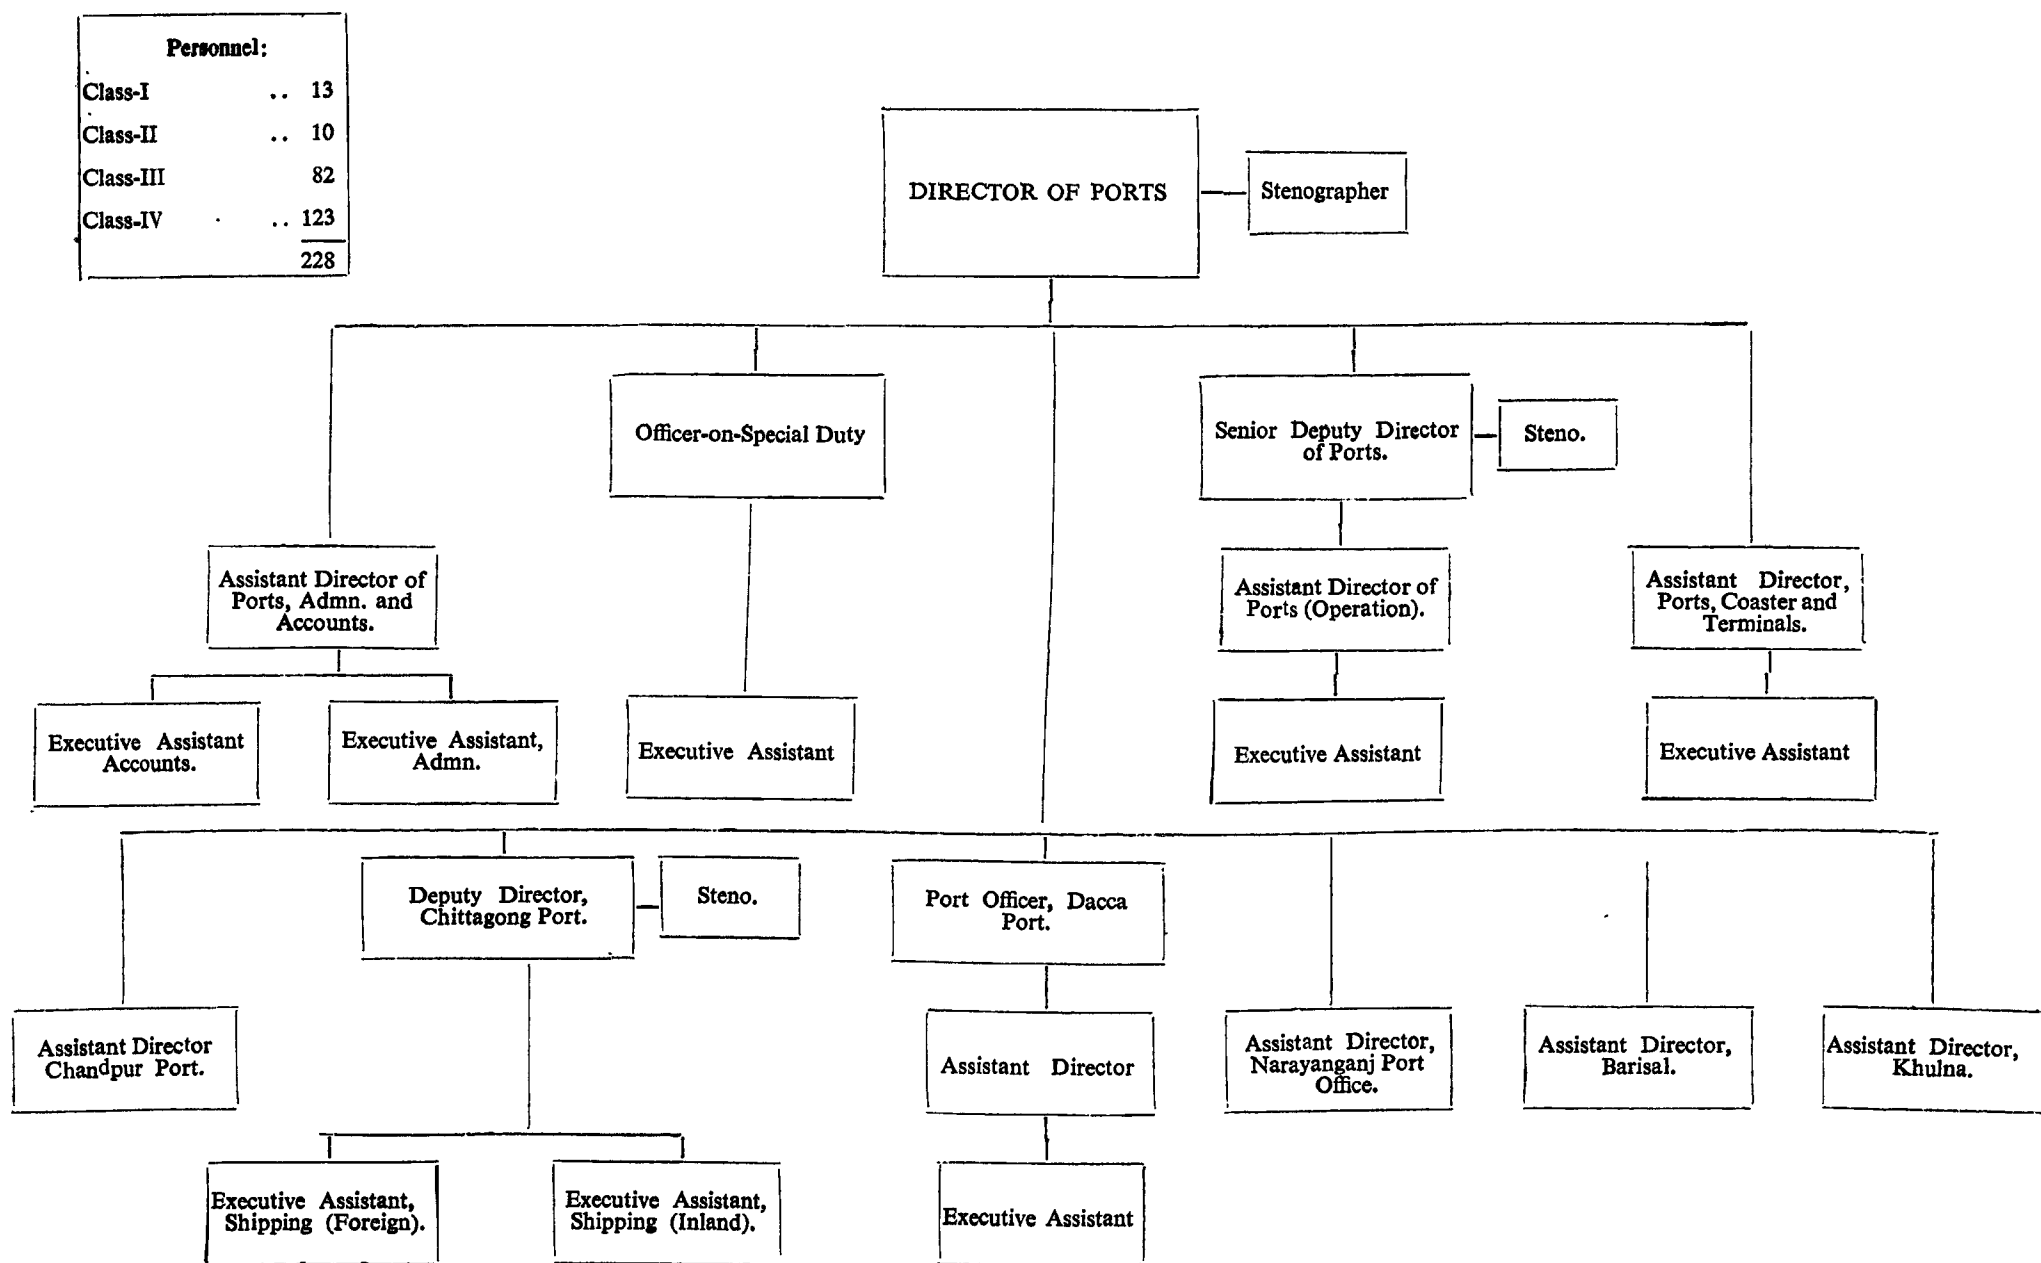 Personnel:
Class-I .. 13
Class-II .. 10
Class-III 82
Class-IV .. 123
228
DIRECTOR OF PORTS
Stenographer
Officer-on-Special Duty
Senior Deputy Director
of Ports.
Steno.
Assistant Director of
Ports, Admn. and
Accounts.
Assistant Director of
Ports (Operation).
Assistant Director,
Ports, Coaster and
Terminals.
Executive Assistant
Accounts.
Executive Assistant,
Admn.
Executive Assistant
Executive Assistant
Executive Assistant
Deputy Director,
Chittagong Port.
Steno.
Port Officer, Dacca
Port.
Assistant Director
Chandpur Port.
Assistant Director
Assistant Director,
Narayanganj Port
Office.
Assistant Director,
Barisal.
Assistant Director,
Khulna.
Executive Assistant,
Shipping (Foreign).
Executive Assistant,
Shipping (Inland).
Executive Assistant